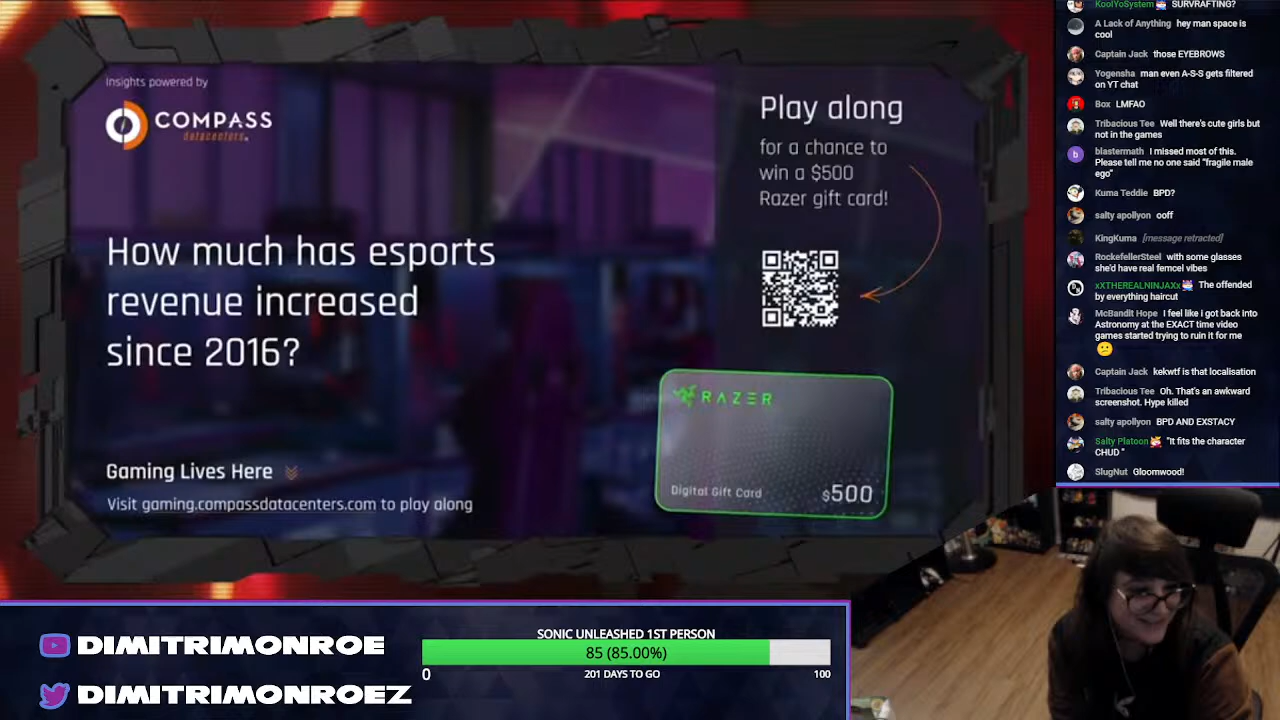 Insights powered by
COMPASS
datacenters
How much has esports
revenue increased
since 2016?
Gaming Lives Here
Visit gaming.compassdatacenters.com to play along
Play along
for a chance to
win a $500
Razer gift card!
RAZER
Digital Gift Card
$500
KoolYoSystem SURVRAFTING?
A Lack of Anything hey man space is
cool
Captain Jack those EYEBROWS
Yogensha man even A-S-S gets filtered
on YT chat
Box LMFAO
Tribacious Tee Well there's cute girls but
not in the games
b
blastermath I missed most of this.
Please tell me no one said "fragile male
ego"
Kuma Teddie BPD?
salty apollyon ooff
KingKuma [message retracted]
RockefellerSteel with some glasses
she'd have real femcel vibes
xXTHEREALNINJAXx The offended
by everything haircut
McBandit Hope I feel like i got back into
Astronomy at the EXACT time video
games started trying to ruin it for me
Captain Jack kekwtf is that localisation
Tribacious Tee Oh. That's an awkward
screenshot. Hype killed
salty apollyon BPD AND EXSTACY
Salty Platoon "It fits the character
CHUD "
SlugNut Gloomwood!
DIMITRIMONROE
DIMITRIMONROEZ
SONIC UNLEASHED 1ST PERSON
85 (85.00%)
0
201 DAYS TO GO
100